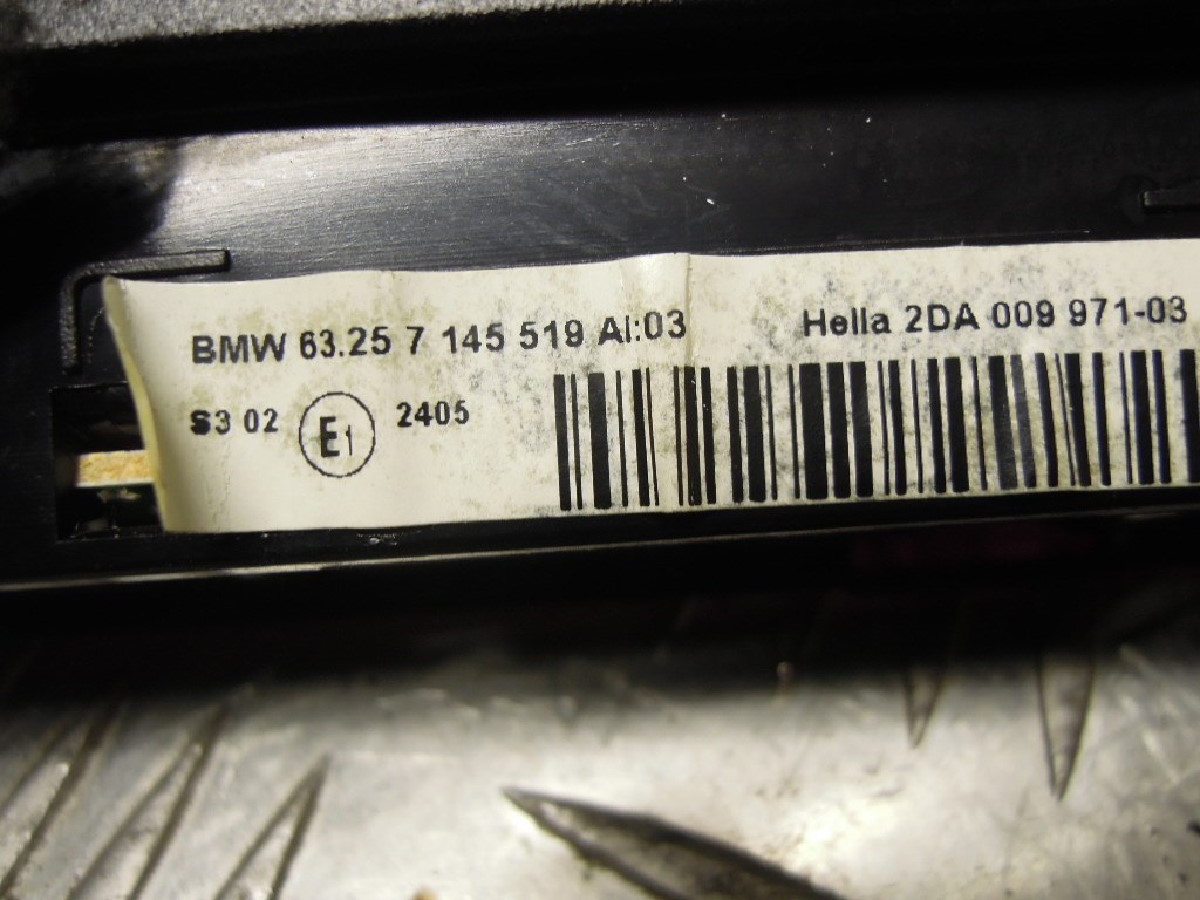 BMW 63.25 7 145 519 AI:03 Hella 2DA 009 971-03
S3 02 E1 2405